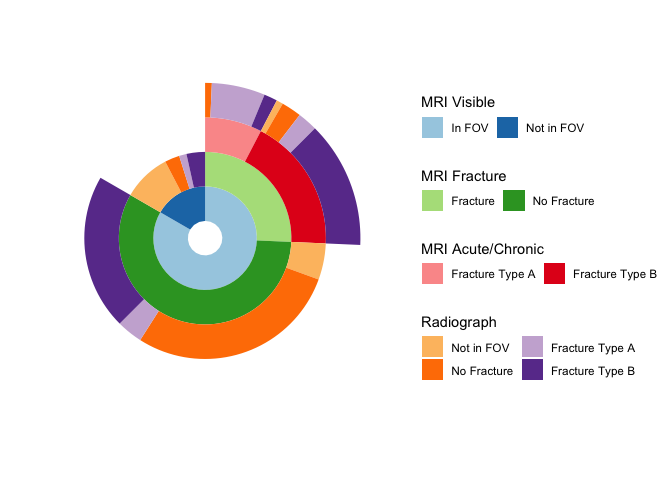 MRI Visible
In FOV Not in FOV
MRI Fracture
Fracture No Fracture
MRI Acute/Chronic
Fracture Type A Fracture Type B
Radiograph
Not in FOV Fracture Type A
No Fracture Fracture Type B